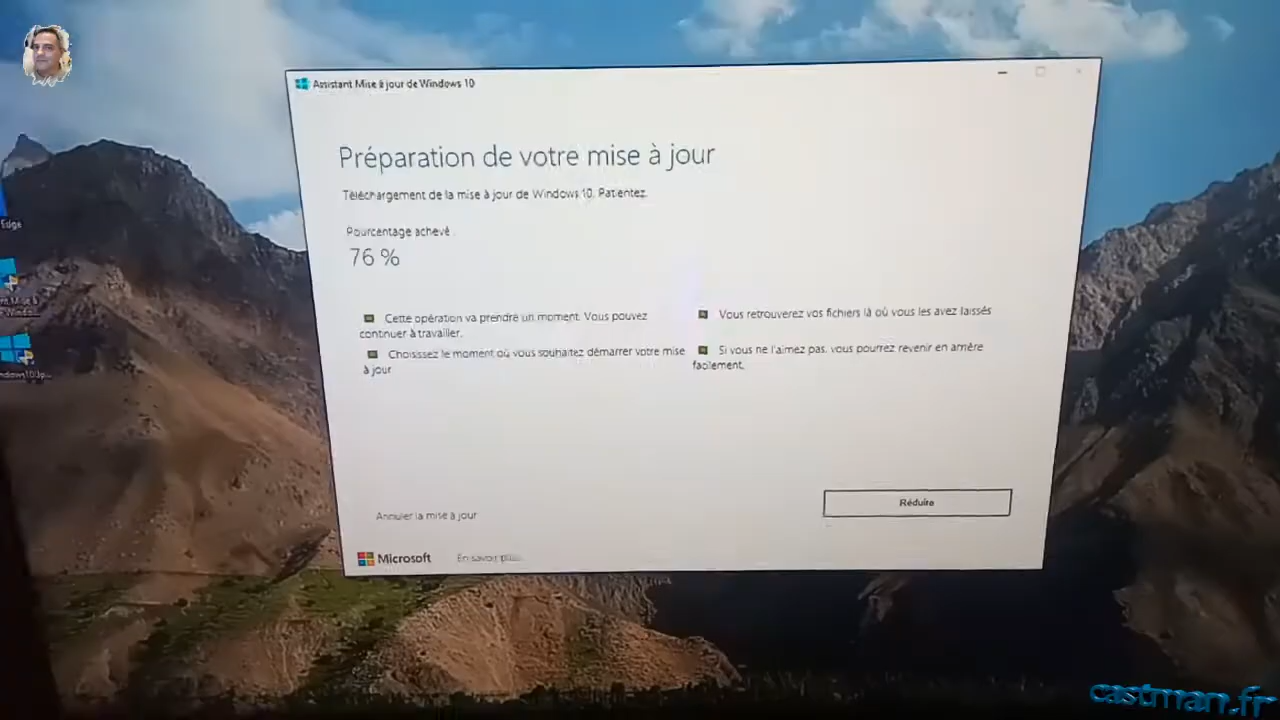 Assistant Mise à jour de Windows 10
Préparation de votre mise à jour
Téléchargement de la mise à jour de Windows 10. Patientez.
Pourcentage achevé
76 %
Cette opération va prendre un moment. Vous pouvez
continuer à travailler.
Choisissez le moment où vous souhaitez démarrer votre mise
à jour
Vous retrouverez vos fichiers là où vous les avez laissés
Si vous ne l'aimez pas, vous pourrez revenir en arrière
facilement.
Réduire
Annuler la mise à jour
Microsoft
En savoir plus
Edge
castman.fr